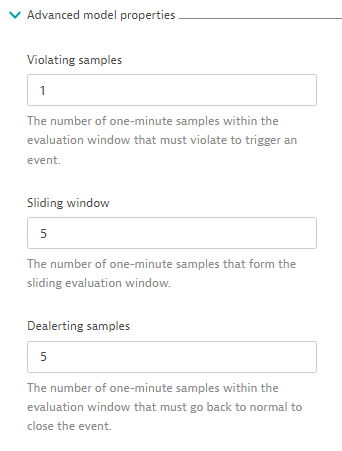 Advanced model properties
Violating samples
1
The number of one-minute samples within the
evaluation window that must violate to trigger an
event.
Sliding window
5
The number of one-minute samples that form the
sliding evaluation window.
Dealerting samples
5
The number of one-minute samples within the
evaluation window that must go back to normal to
close the event.